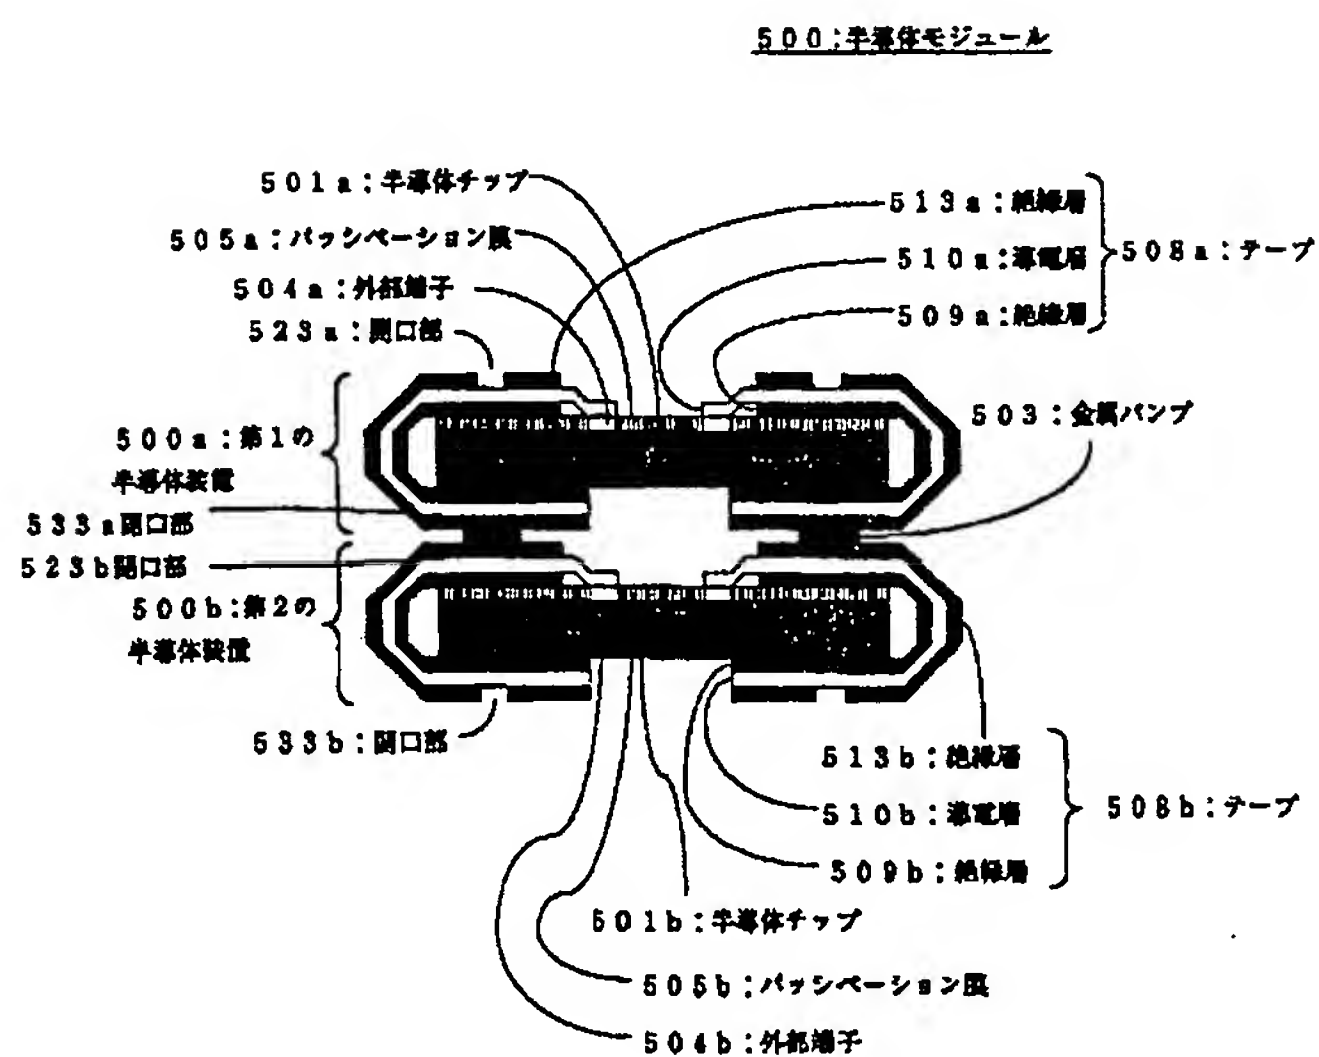 500:半導体モジュール
501a:半導体チップ
505a:パッシベーション膜
504a:外部端子
523a:開口部
513a:絶縁層
510a:導電層
509a:絶縁層
508a:テープ
503:金属バンプ
500a:第1の
半導体装置
533a開口部
523b開口部
500b:第2の
半導体装置
533b:開口部
513b:絶縁層
510b:導電層
509b:絶縁層
508b:テープ
501b:半導体チップ
505b:パッシベーション膜
504b:外部端子